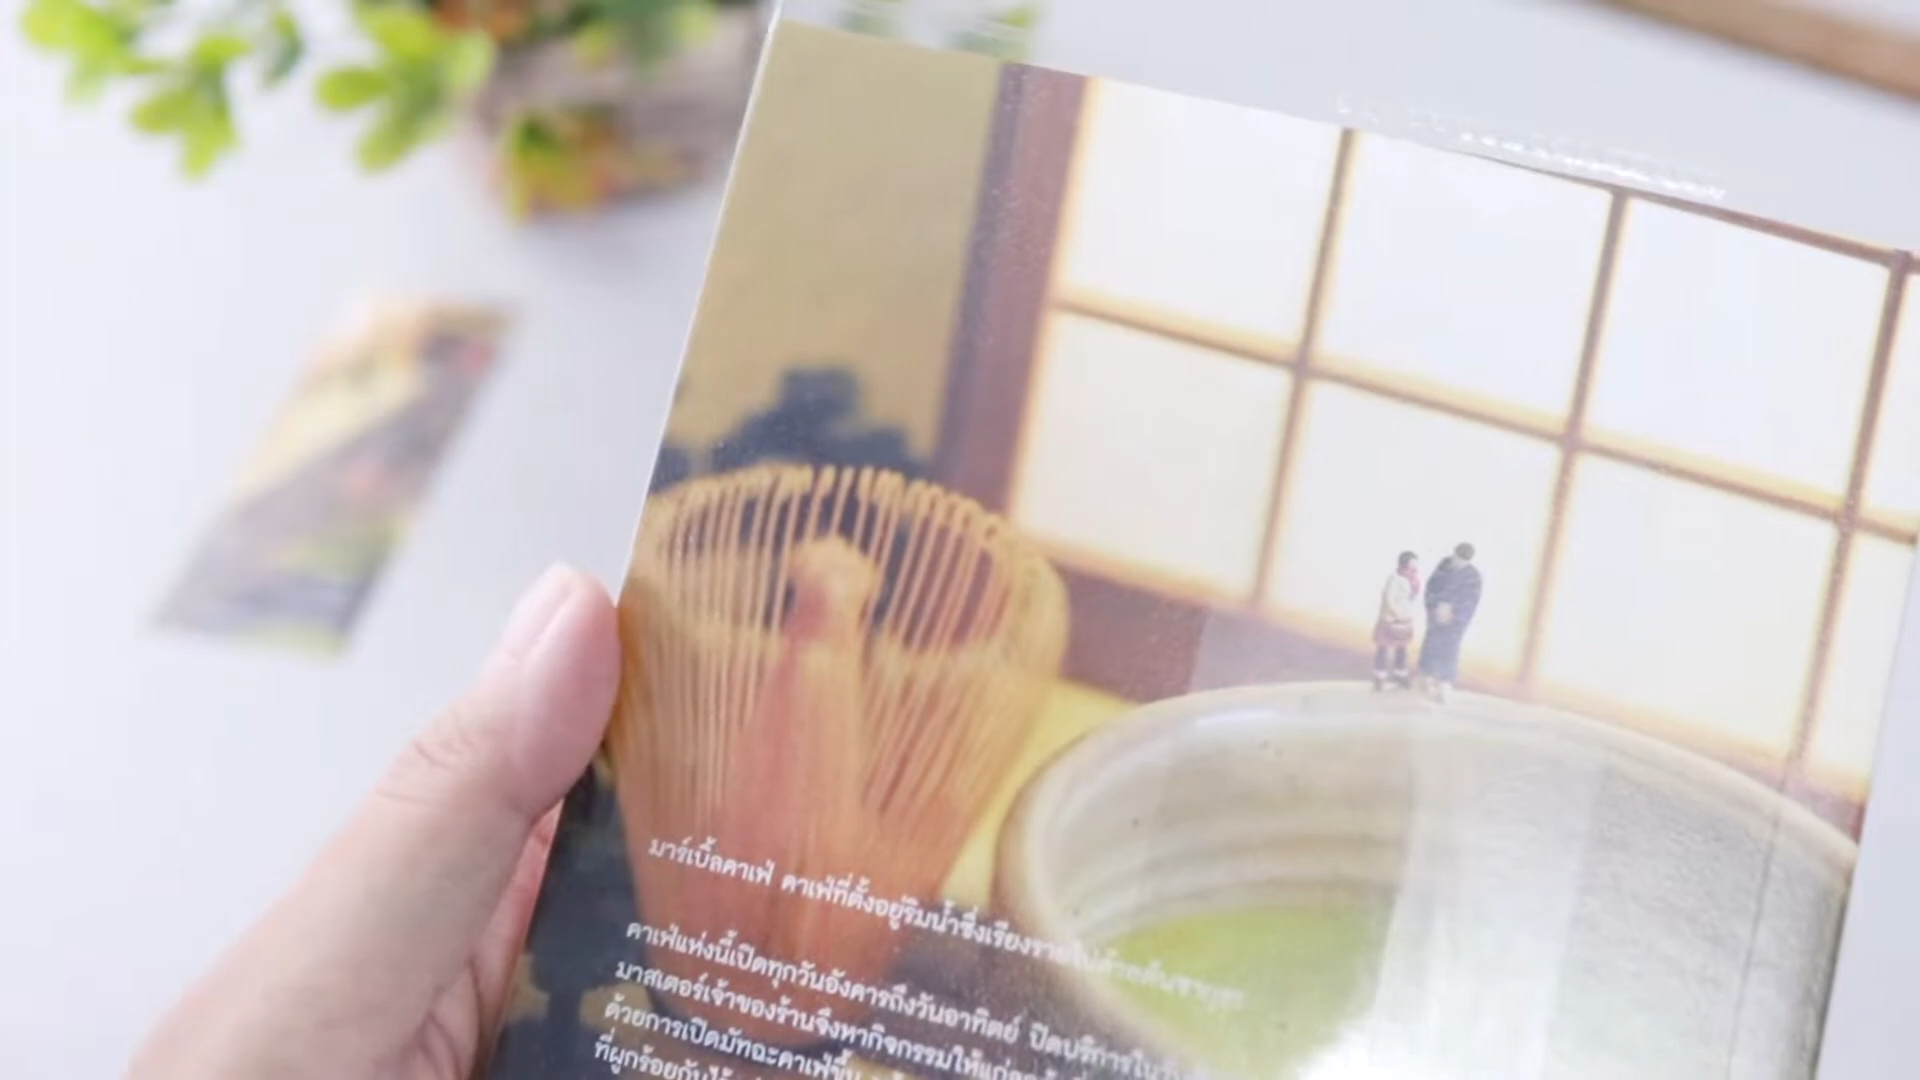 มาร์เบิ้ลคาเฟ่ คาเฟ่ที่ตั้งอยู่ริมน้ำซึ่งเรียงรายไปด้วยต้นซากุระ
คาเฟ่แห่งนี้เปิดทุกวันอังคารถึงวันอาทิตย์ ปิดบริการในวัน
มาสเตอร์เจ้าของร้านจึงหากิจกรรมให้แก่
ด้วยการเปิดมัทฉะคาเฟ่ขึ้น
ที่ผูกร้อยกันไว้